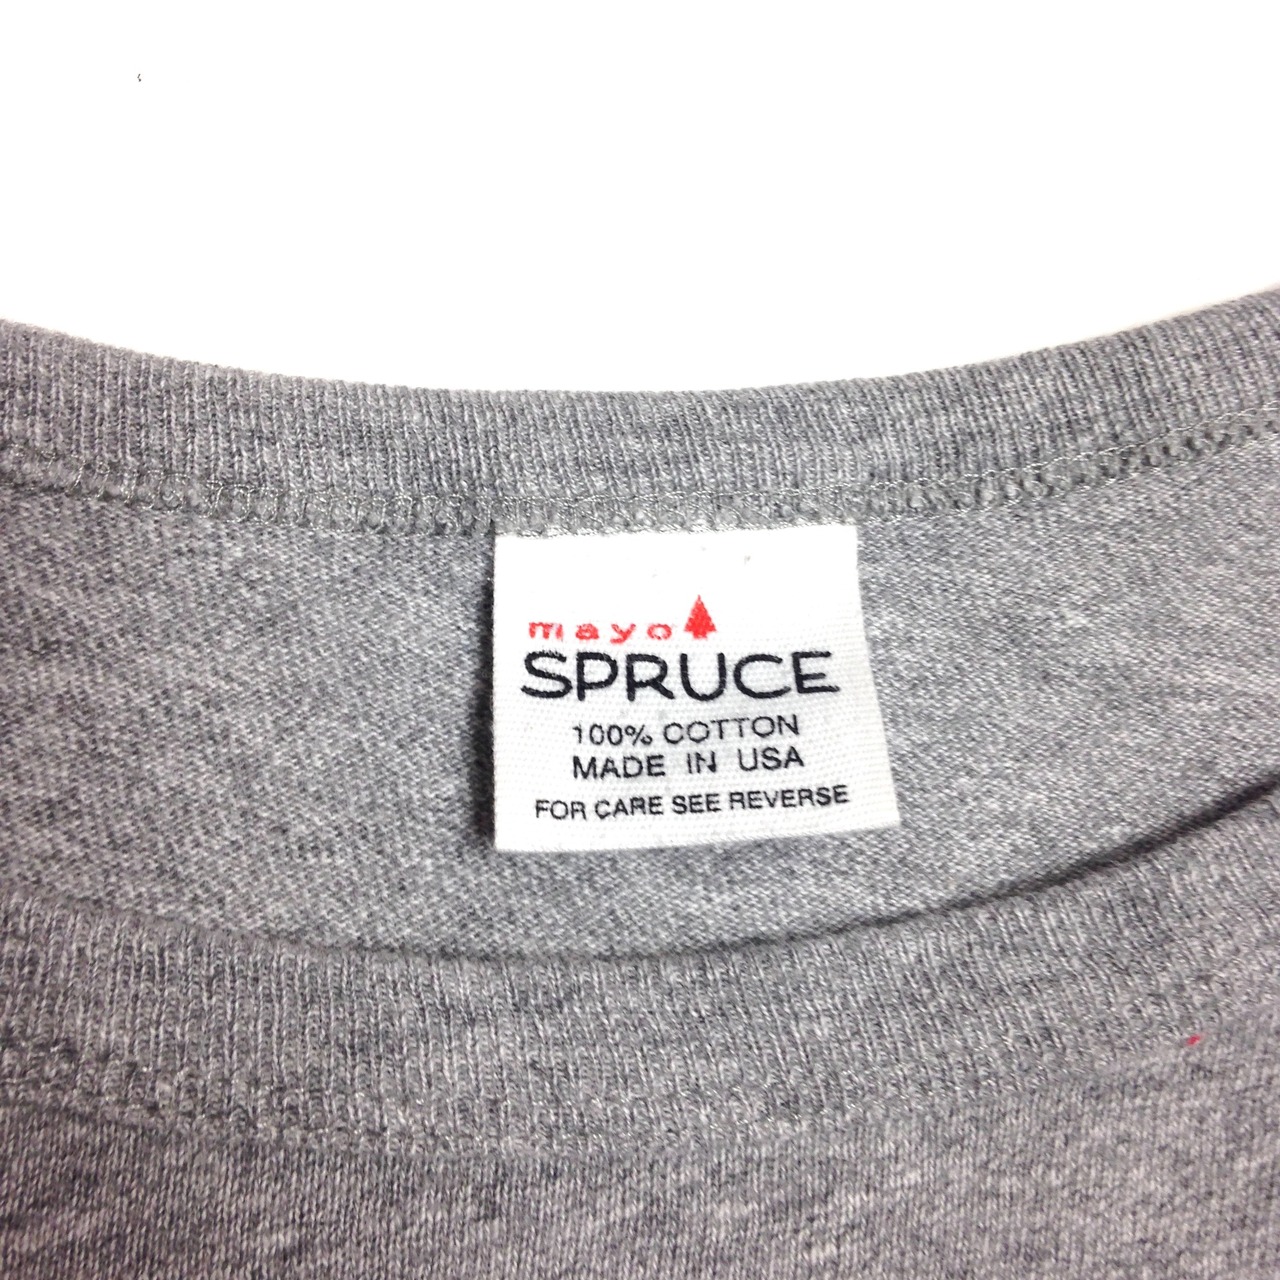 mayo
SPRUCE
100% COTTON
MADE IN USA
FOR CARE SEE REVERSE